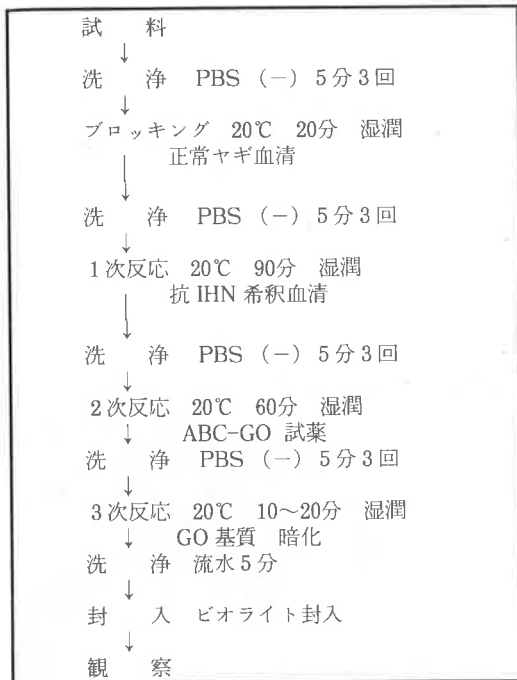 試　料
↓
洗　浄　PBS （−） 5分3回
↓
ブロッキング　20℃　20分　湿潤
正常ヤギ血清
↓
洗　浄　PBS （−） 5分3回
↓
1次反応　20℃　90分　湿潤
抗 IHN 希釈血清
↓
洗　浄　PBS （−） 5分3回
↓
2次反応　20℃　60分　湿潤
↓　ABC-GO 試薬
洗　浄　PBS （−） 5分3回
↓
3次反応　20℃　10〜20分　湿潤
↓　GO 基質　暗化
洗　浄　流水5分
↓
封　入　ビオライト封入
↓
観　察